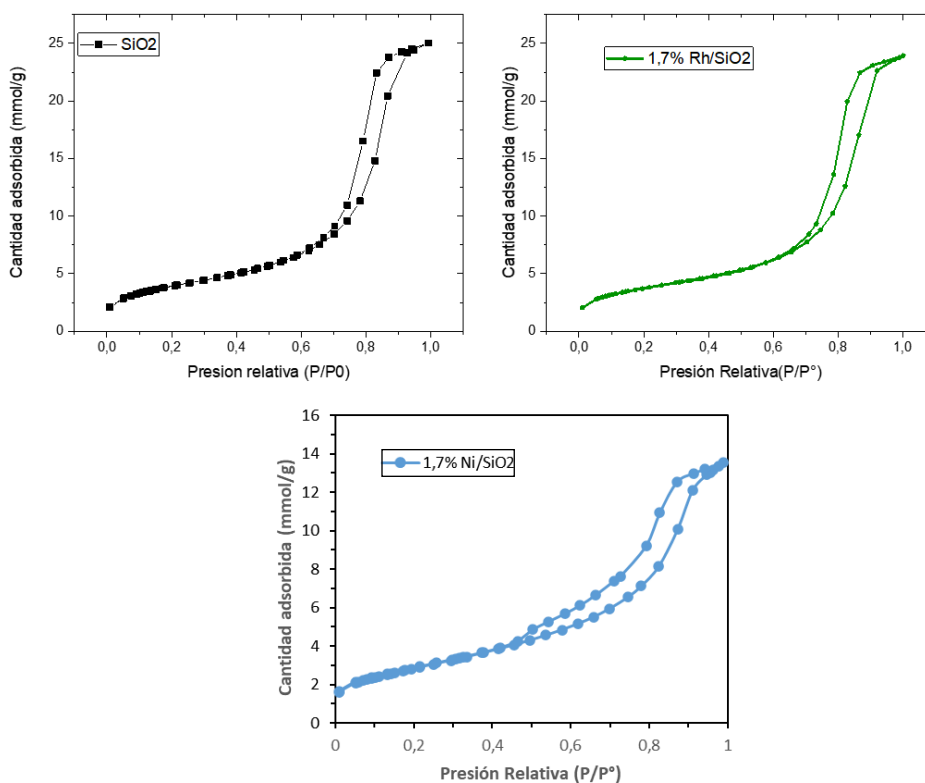 SiO2
25
20
15
10
5
0
Cantidad adsorbida (mmol/g)
0,0 0,2 0,4 0,6 0,8 1,0
Presion relativa (P/P0)
1,7% Rh/SiO2
25
20
15
10
5
0
Cantidad adsorbida (mmol/g)
0,0 0,2 0,4 0,6 0,8 1,0
Presión Relativa(P/P°)
1,7% Ni/SiO2
16
14
12
10
8
6
4
2
0
Cantidad adsorbida (mmol/g)
0 0,2 0,4 0,6 0,8 1
Presión Relativa (P/P°)